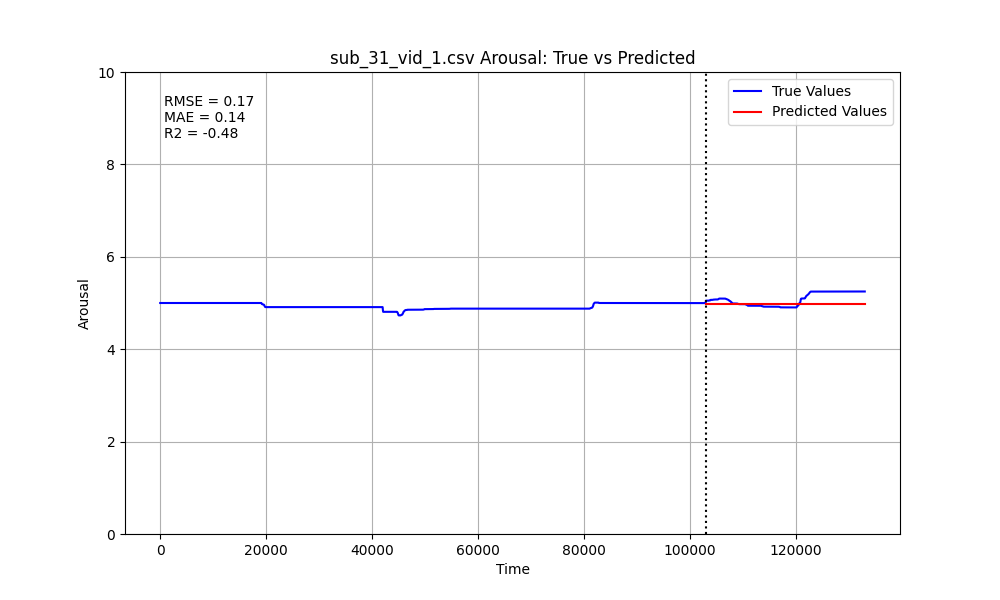 sub_31_vid_1.csv Arousal: True vs Predicted
RMSE = 0.17
MAE = 0.14
R2 = -0.48
True Values
Predicted Values
10
8
6
4
2
0
Arousal
0 20000 40000 60000 80000 100000 120000
Time